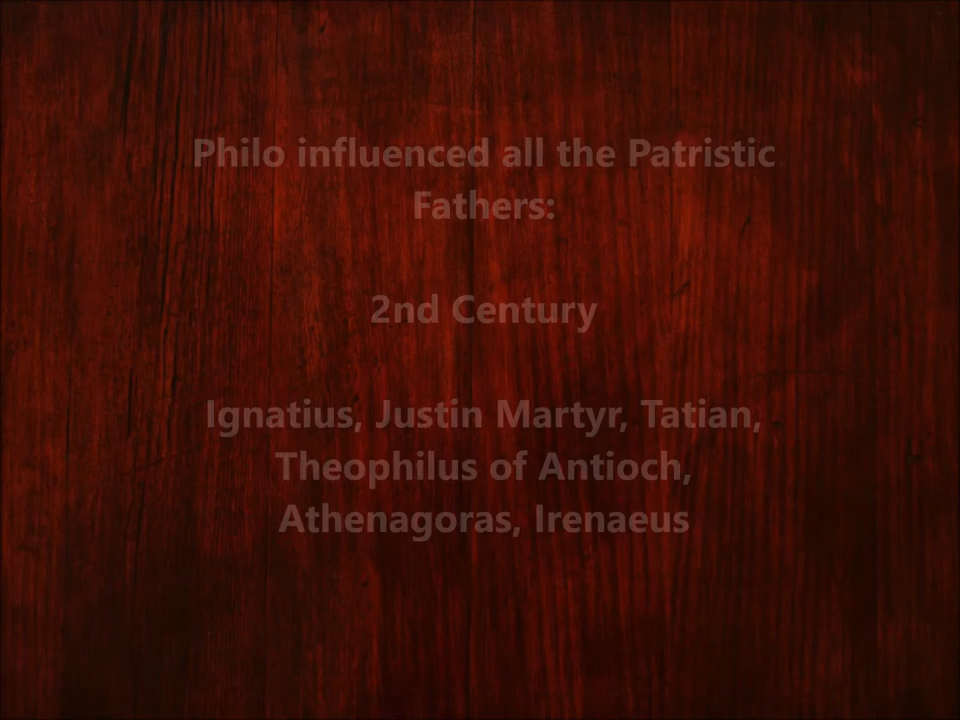 Philo influenced all the Patristic
Fathers:
2nd Century
Ignatius, Justin Martyr, Tatian,
Theophilus of Antioch,
Athenagoras, Irenaeus